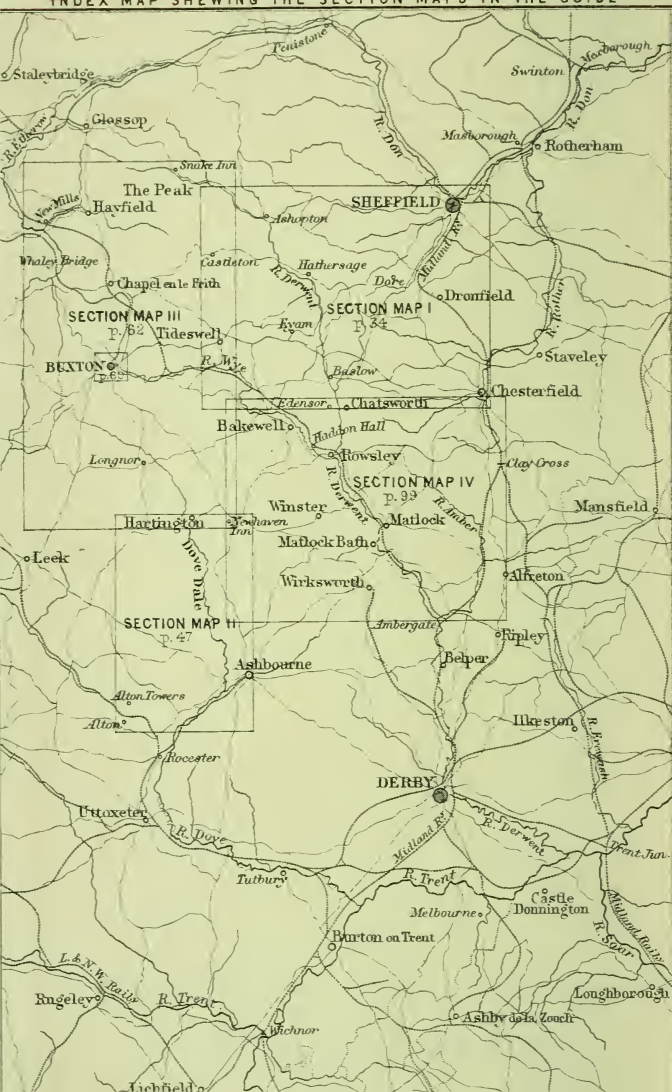 INDEX MAP SHEWING THE SECTION MAPS IN THE GUIDE
Penistone
Mexborough
Staleybridge
Swinton
R. Don
R. Don
Glossop
Masborough
Rotherham
Snake Inn
The Peak
New Mills
Hayfield
SHEFFIELD
Ashopton
Midland Ry
Whaley Bridge
Castleton
Hathersage
Dore
Chapel en le Frith
R. Derwent
Dronfield
R. Rother
SECTION MAP III
p. 62
SECTION MAP I
p. 34
Tideswell
Eyam
Staveley
BUXTON
p. 69
R. Wye
Baslow
Chesterfield
Edensor
Chatsworth
Bakewell
Haddon Hall
Longnor
Rowsley
Clay Cross
SECTION MAP IV
p. 99
R. Derwent
R. Amber
Winster
Mansfield
Hartington
Newhaven
Inn
Matlock
Matlock Bath
Leek
Dove Dale
Wirksworth
Alfreton
SECTION MAP II
p. 47
Ambergate
Ripley
Belper
Ashbourne
Alton Towers
Alton
Ilkeston
R. Erewash
Rocester
DERBY
Uttoxeter
R. Dove
Midland Ry
R. Derwent
Trent Jun.
Tutbury
R. Trent
Castle
Donnington
Melbourne
Midland Railw
R. Soar
Burton on Trent
L. & N. W. Railw
Rugeley
R. Trent
Loughborough
Wichnor
Ashby de la Zouch
Lichfield